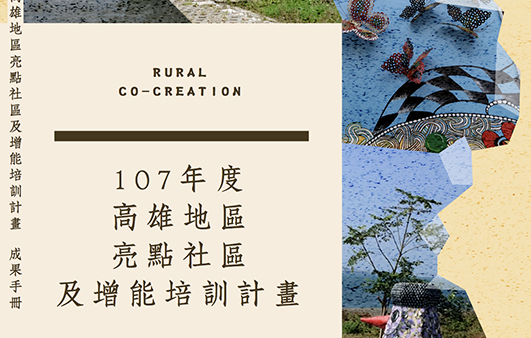 RURAL
CO-CREATION
107年度
高雄地區
亮點社區
及增能培訓計畫
高雄地區亮點社區及增能培訓計畫 成果手冊